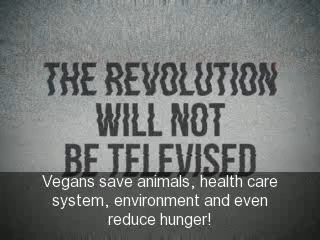 THE REVOLUTION
WILL NOT
BE TELEVISED
Vegans save animals, health care
system, environment and even
reduce hunger!